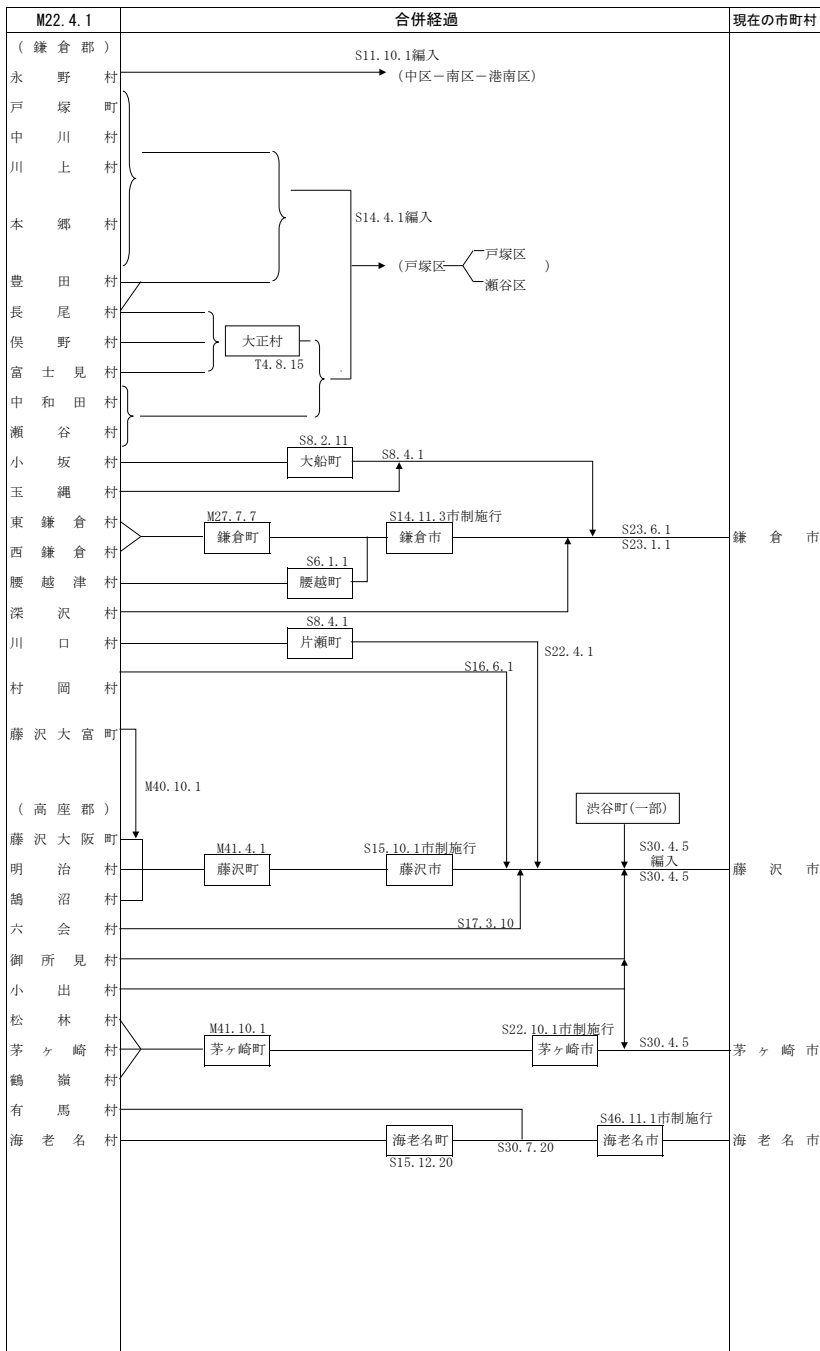 M22.4.1 合併経過 現在の市町村
(鎌倉郡)
S11.10.1編入
永野村 (中区－南区－港南区)
戸塚町
中川村
川上村
本郷村 S14.4.1編入
戸塚区
(戸塚区 )
豊田村 瀬谷区
長尾村
俣野村 大正村
T4.8.15
富士見村
中和田村
瀬谷村
S8.2.11 S8.4.1
小坂村 大船町
玉縄村
M27.7.7 S14.11.3市制施行
東鎌倉村 S23.6.1
鎌倉町 鎌倉市 鎌倉市
S23.1.1
西鎌倉村
S6.1.1
腰越津村 腰越町
深沢村
S8.4.1
川口村 片瀬町 S22.4.1
S16.6.1
村岡村
藤沢大富町
M40.10.1
(高座郡) 渋谷町(一部)
藤沢大阪町
M41.4.1 S15.10.1市制施行 S30.4.5
編入
明治村 藤沢町 藤沢市 藤沢市
S30.4.5
鵠沼村
六会村 S17.3.10
御所見村
小出村
松林村
M41.10.1 S22.10.1市制施行
茅ヶ崎村 茅ヶ崎町 茅ヶ崎市 S30.4.5 茅ヶ崎市
鶴嶺村
有馬村
S46.11.1市制施行
海老名村 海老名町 海老名市 海老名市
S30.7.20
S15.12.20